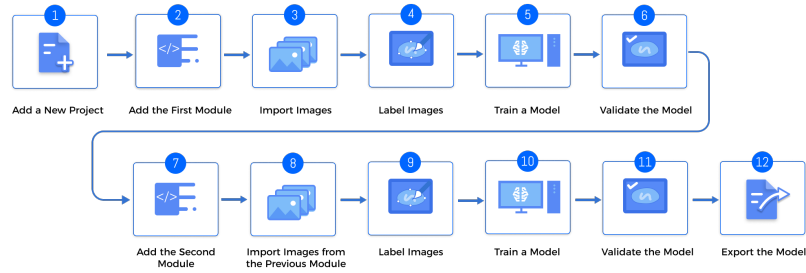 1
2
3
4
5
6
</>
Add a New Project
Add the First Module
Import Images
Label Images
Train a Model
Validate the Model
7
8
9
10
11
12
</>
Add the Second
Module
Import Images from
the Previous Module
Label Images
Train a Model
Validate the Model
Export the Model